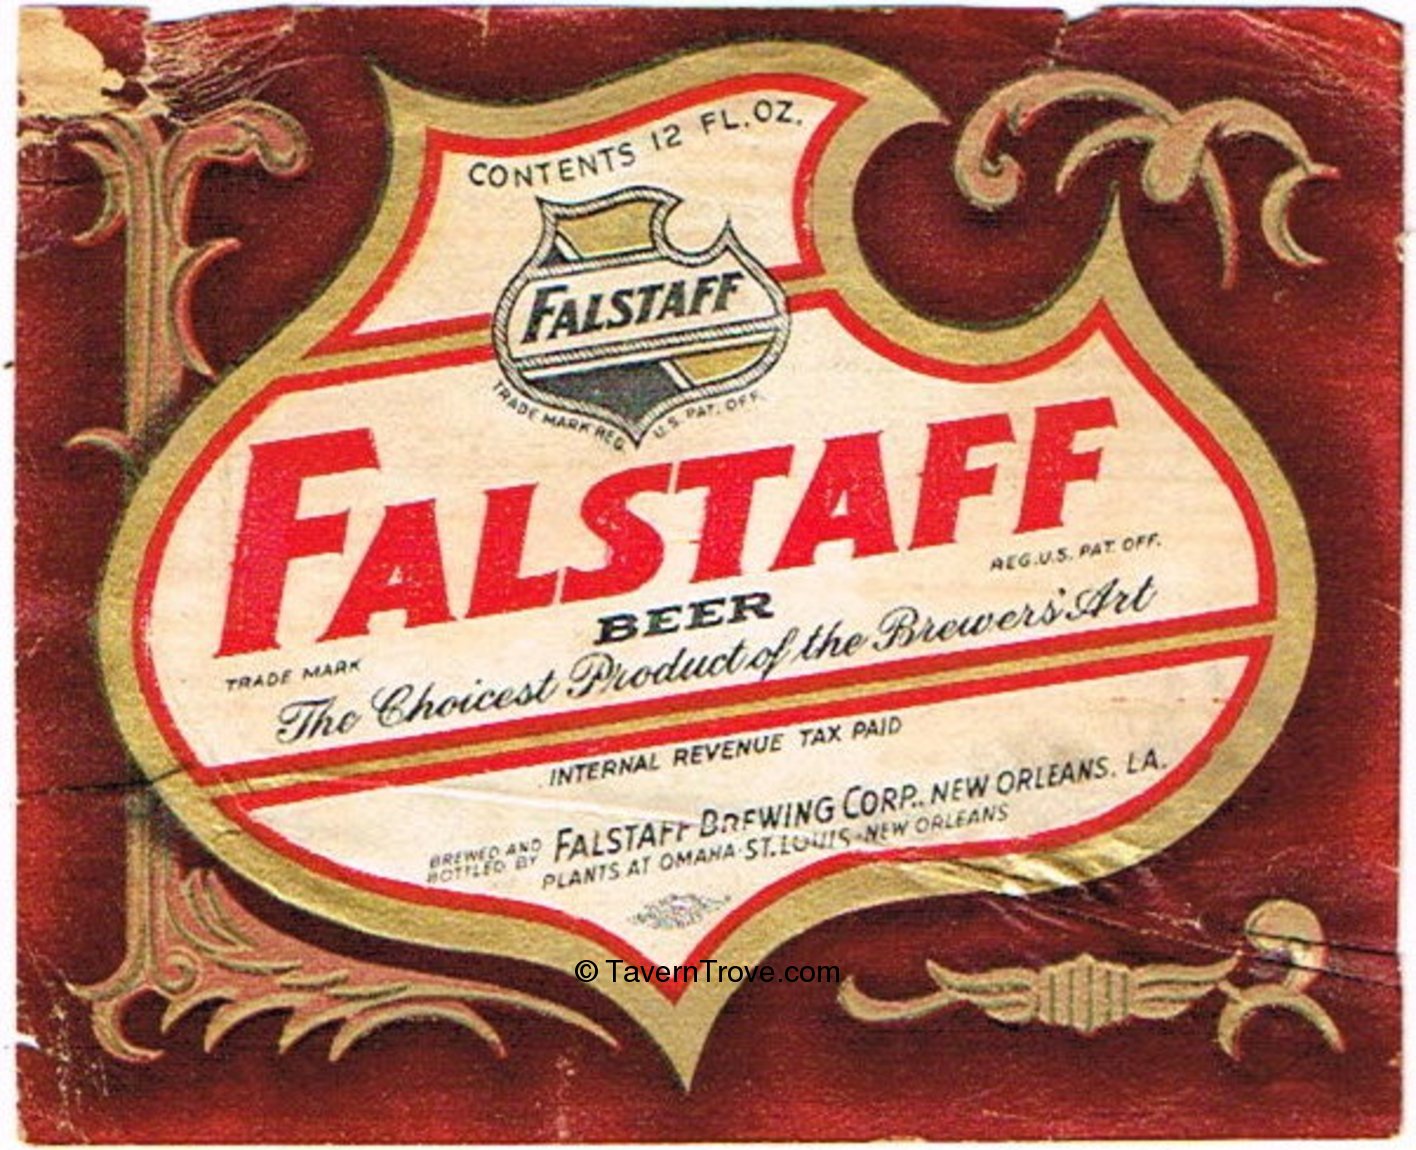 CONTENTS 12 FL. OZ.
FALSTAFF
TRADE MARK REG. U.S. PAT. OFF.
FALSTAFF
TRADE MARK
REG. U.S. PAT. OFF.
BEER
The Choicest Product of the Brewers' Art
INTERNAL REVENUE TAX PAID
BREWED AND BOTTLED BY
FALSTAFF BREWING CORP., NEW ORLEANS, LA.
PLANTS AT OMAHA-ST. LOUIS-NEW ORLEANS
© TavernTrove.com